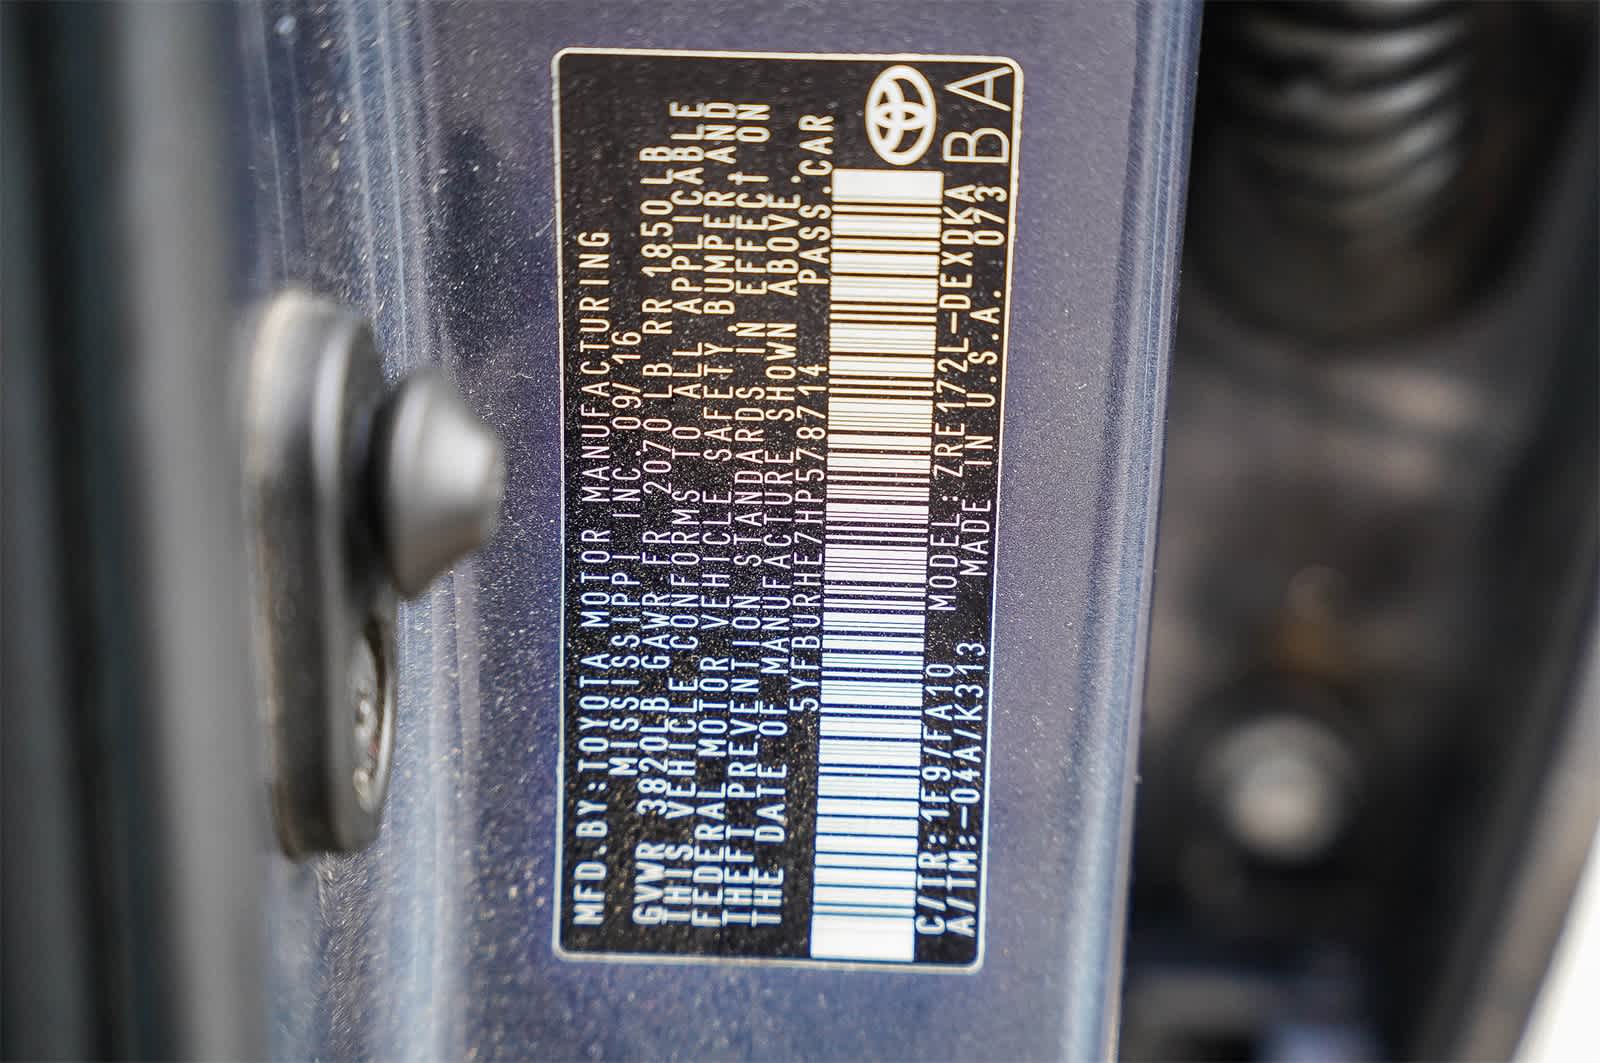 MFD.BY:TOYOTA MOTOR MANUFACTURING
MISSISSIPPI INC. 09/16
GVWR 3820LB GAWR FR 2070 LB RR 1850LB
THIS VEHICLE CONFORMS TO ALL APPLICABLE
FEDERAL MOTOR VEHICLE SAFETY, BUMPER AND
THEFT PREVENTION STANDARDS IN EFFECT ON
THE DATE OF MANUFACTURE SHOWN ABOVE.
5YFBURHE7HP578714 PASS.CAR
C/TR:1F9/FA10 MODEL:ZRE172L-DEXDKA
A/TM:-04A/K313 MADE IN U.S.A. 073
BA